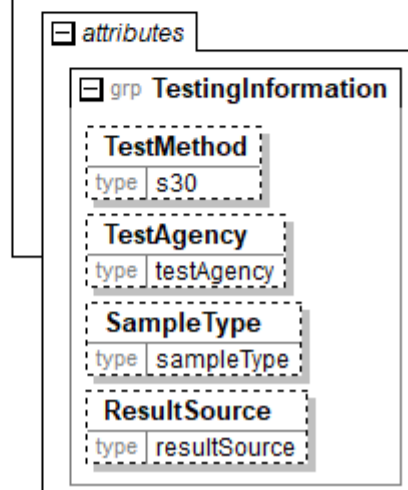 attributes
grp TestingInformation
TestMethod
type s30
TestAgency
type testAgency
SampleType
type sampleType
ResultSource
type resultSource